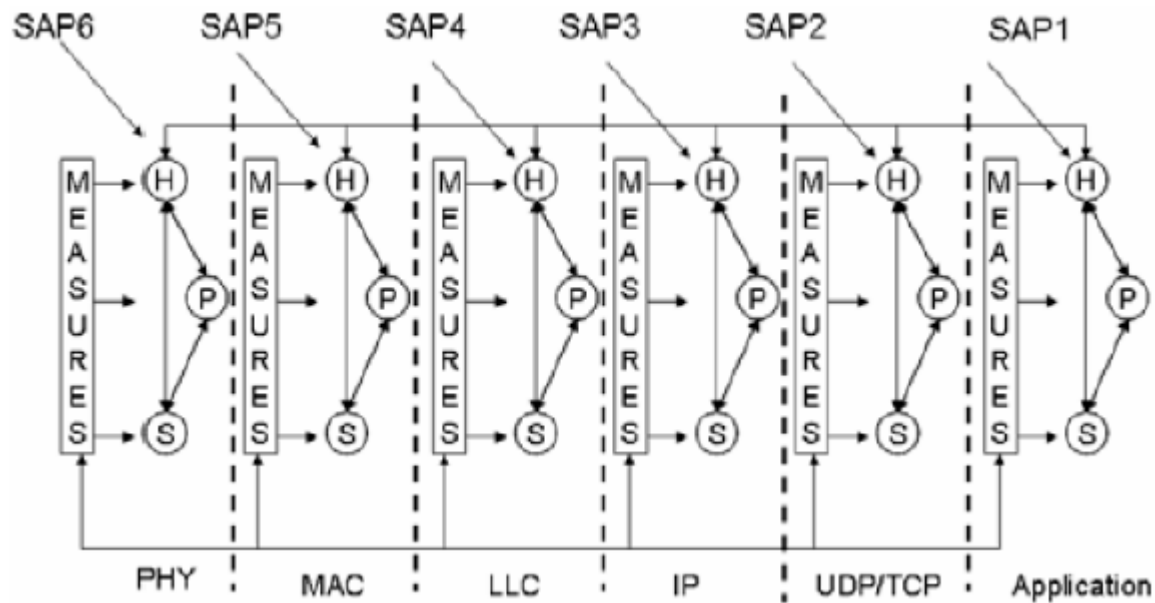 SAP6 SAP5 SAP4 SAP3 SAP2 SAP1
H H H H H H
MEASURES MEASURES MEASURES MEASURES MEASURES MEASURES
P P P P P P
S S S S S S
PHY MAC LLC IP UDP/TCP Application